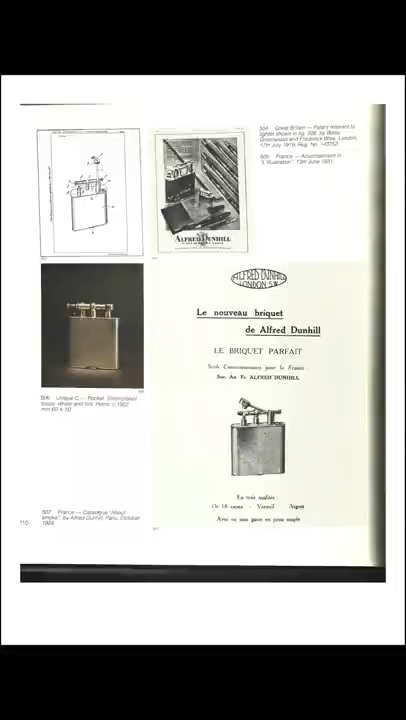 504 Great Britain — Patent relevant to
lighter shown in fig. 506, by Willey
Greenwood and Frederick Wise, London,
17th July 1919, Reg. No. 143752
505 France — Advertisement in
"L'Illustration", 13th June 1931.
ALFRED DUNHILL
506 Unique C — Pocket. Silverplated
brass. Wheel and flint. Petrol. c 1922
mm 60 X 50
ALFRED DUNHILL
LONDON. S.W.
Le nouveau briquet
de Alfred Dunhill
LE BRIQUET PARFAIT
Seuls Concessionnaires pour la France
Soc. An Fr. ALFRED DUNHILL
En trois qualités :
Or 18 carats - Vermeil Argent
Avec ou sans gaine en peau souple
507 France — Catalogue "About
smoke", by Alfred Dunhill, Paris, October
1924